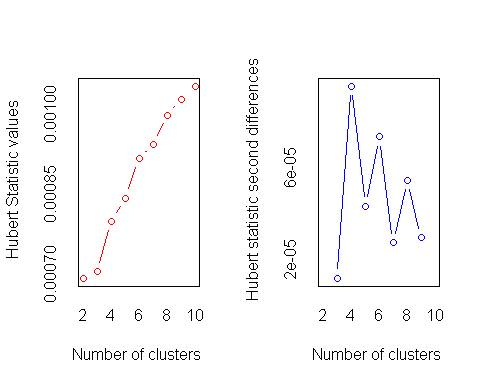 Hubert Statistic values
0.00070 0.00085 0.00100
2 4 6 8 10
Number of clusters
Hubert statistic second differences
2e-05 6e-05
2 4 6 8 10
Number of clusters